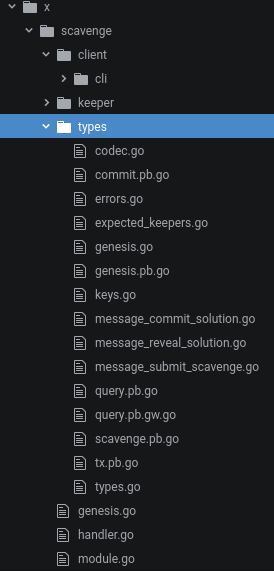 x
scavenge
client
cli
keeper
types
codec.go
commit.pb.go
errors.go
expected_keepers.go
genesis.go
genesis.pb.go
keys.go
message_commit_solution.go
message_reveal_solution.go
message_submit_scavenge.go
query.pb.go
query.pb.gw.go
scavenge.pb.go
tx.pb.go
types.go
genesis.go
handler.go
module.go